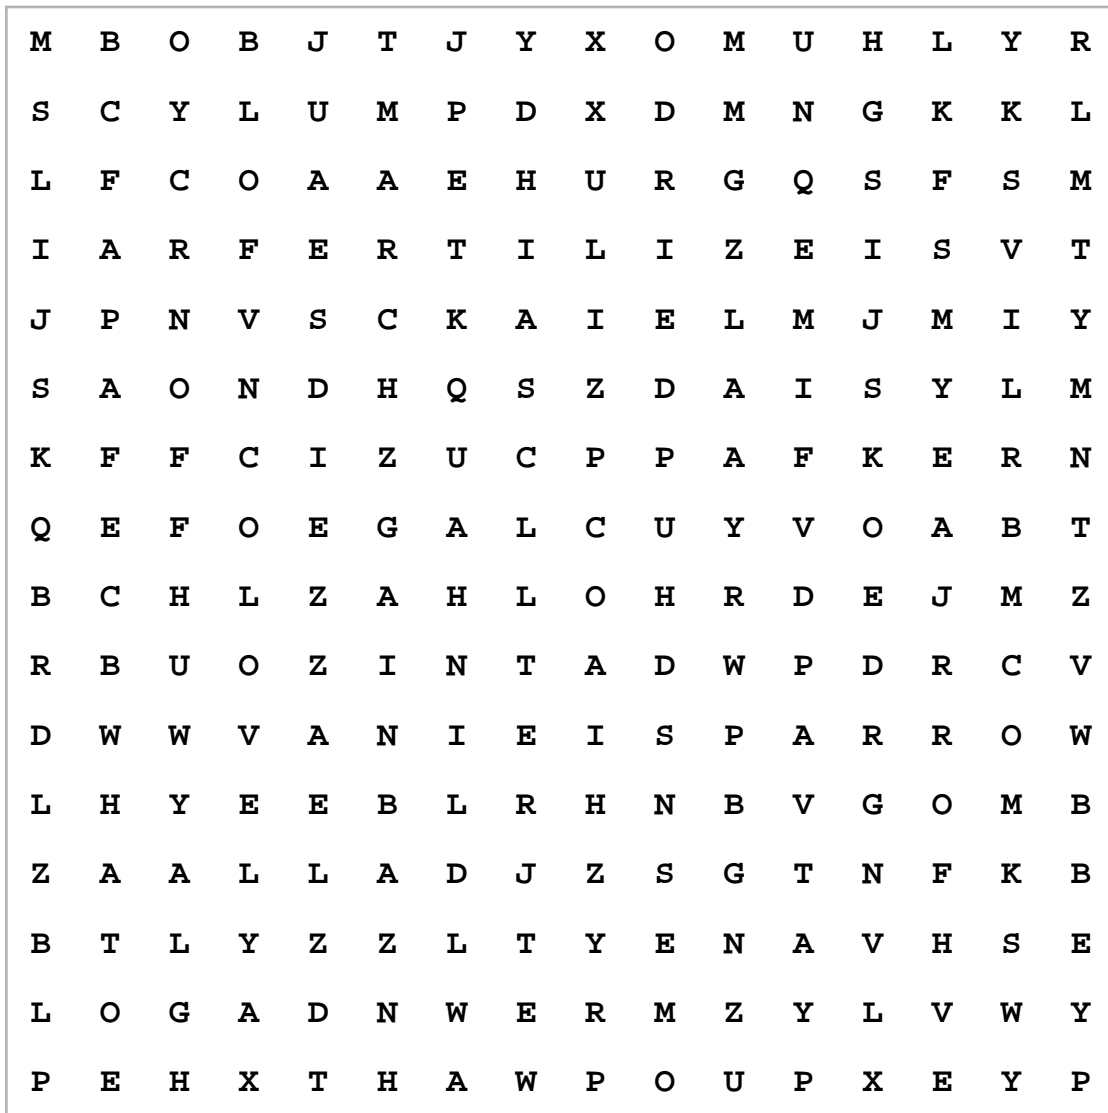 M B O B J T J Y X O M U H L Y R
S C Y L U M P D X D M N G K K L
L F C O A A E H U R G Q S F S M
I A R F E R T I L I Z E I S V T
J P N V S C K A I E L M J M I Y
S A O N D H Q S Z D A I S Y L M
K F F C I Z U C P P A F K E R N
Q E F O E G A L C U Y V O A B T
B C H L Z A H L O H R D E J M Z
R B U O Z I N T A D W P D R C V
D W W V A N I E I S P A R R O W
L H Y E E B L R H N B V G O M B
Z A A L L A D J Z S G T N F K B
B T L Y Z Z L T Y E N A V H S E
L O G A D N W E R M Z Y L V W Y
P E H X T H A W P O U P X E Y P